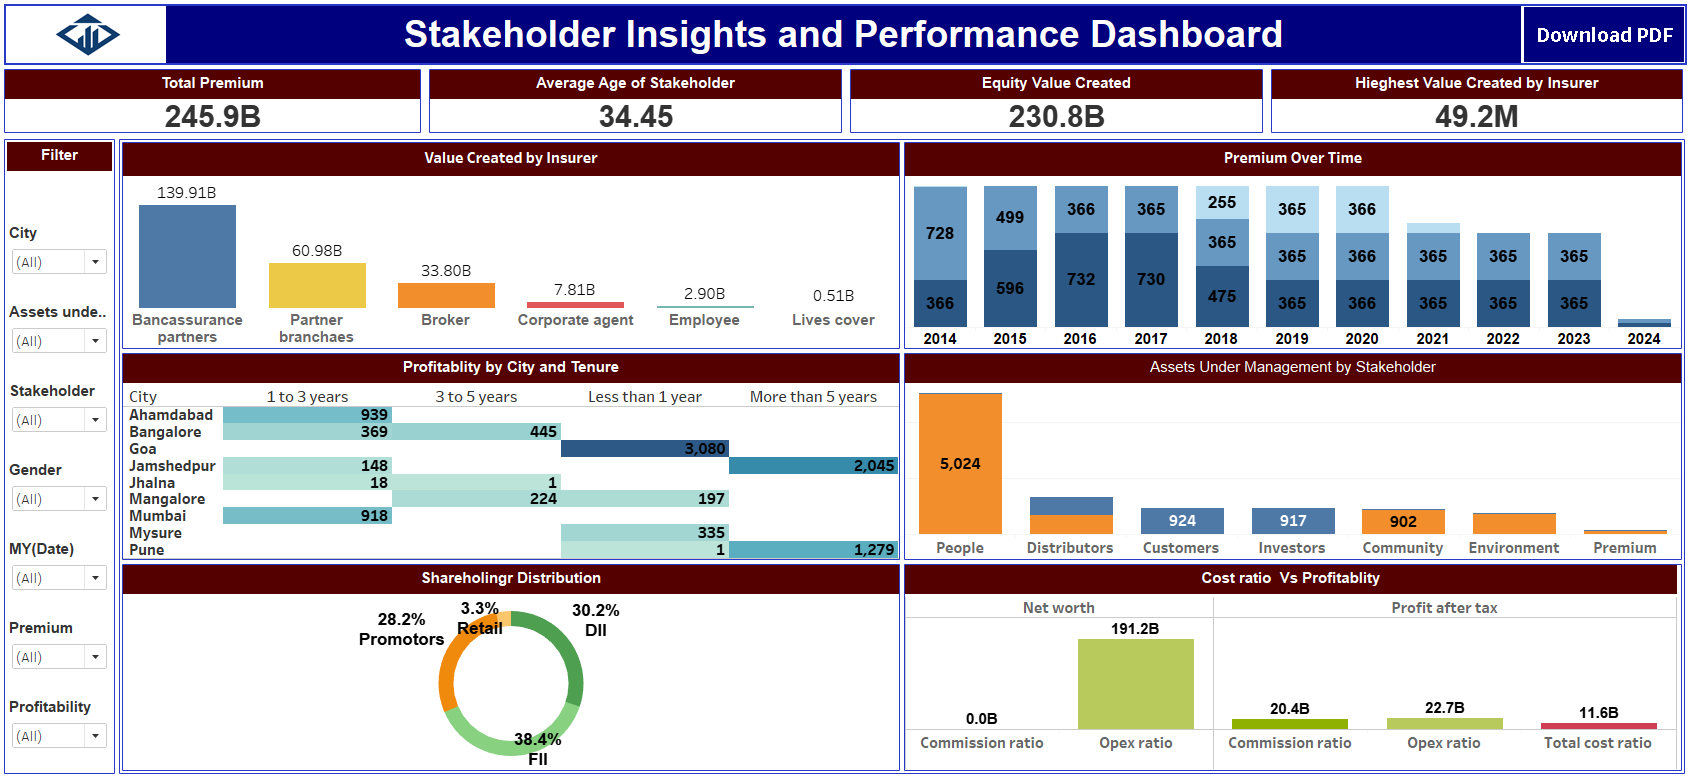 Stakeholder Insights and Performance Dashboard
Download PDF
Total Premium
245.9B
Average Age of Stakeholder
34.45
Equity Value Created
230.8B
Hieghest Value Created by Insurer
49.2M
Filter
City
(All)
Assets unde..
(All)
Stakeholder
(All)
Gender
(All)
MY(Date)
(All)
Premium
(All)
Profitability
(All)
Value Created by Insurer
139.91B
60.98B
33.80B
7.81B
2.90B
0.51B
Bancassurance partners
Partner branchaes
Broker
Corporate agent
Employee
Lives cover
Premium Over Time
728
366
499
596
366
732
365
730
255
365
475
365
365
365
366
366
366
365
365
365
365
365
365
2014 2015 2016 2017 2018 2019 2020 2021 2022 2023 2024
Profitablity by City and Tenure
City 1 to 3 years 3 to 5 years Less than 1 year More than 5 years
Ahamdabad 939
Bangalore 369 445
Goa 3,080
Jamshedpur 148 2,045
Jhalna 18 1
Mangalore 224 197
Mumbai 918
Mysure 335
Pune 1 1,279
Assets Under Management by Stakeholder
5,024
924
917
902
People Distributors Customers Investors Community Environment Premium
Shareholingr Distribution
3.3%
Retail
30.2%
DII
28.2%
Promotors
38.4%
FII
Cost ratio  Vs Profitablity
Net worth
Profit after tax
0.0B
191.2B
20.4B
22.7B
11.6B
Commission ratio Opex ratio Commission ratio Opex ratio Total cost ratio